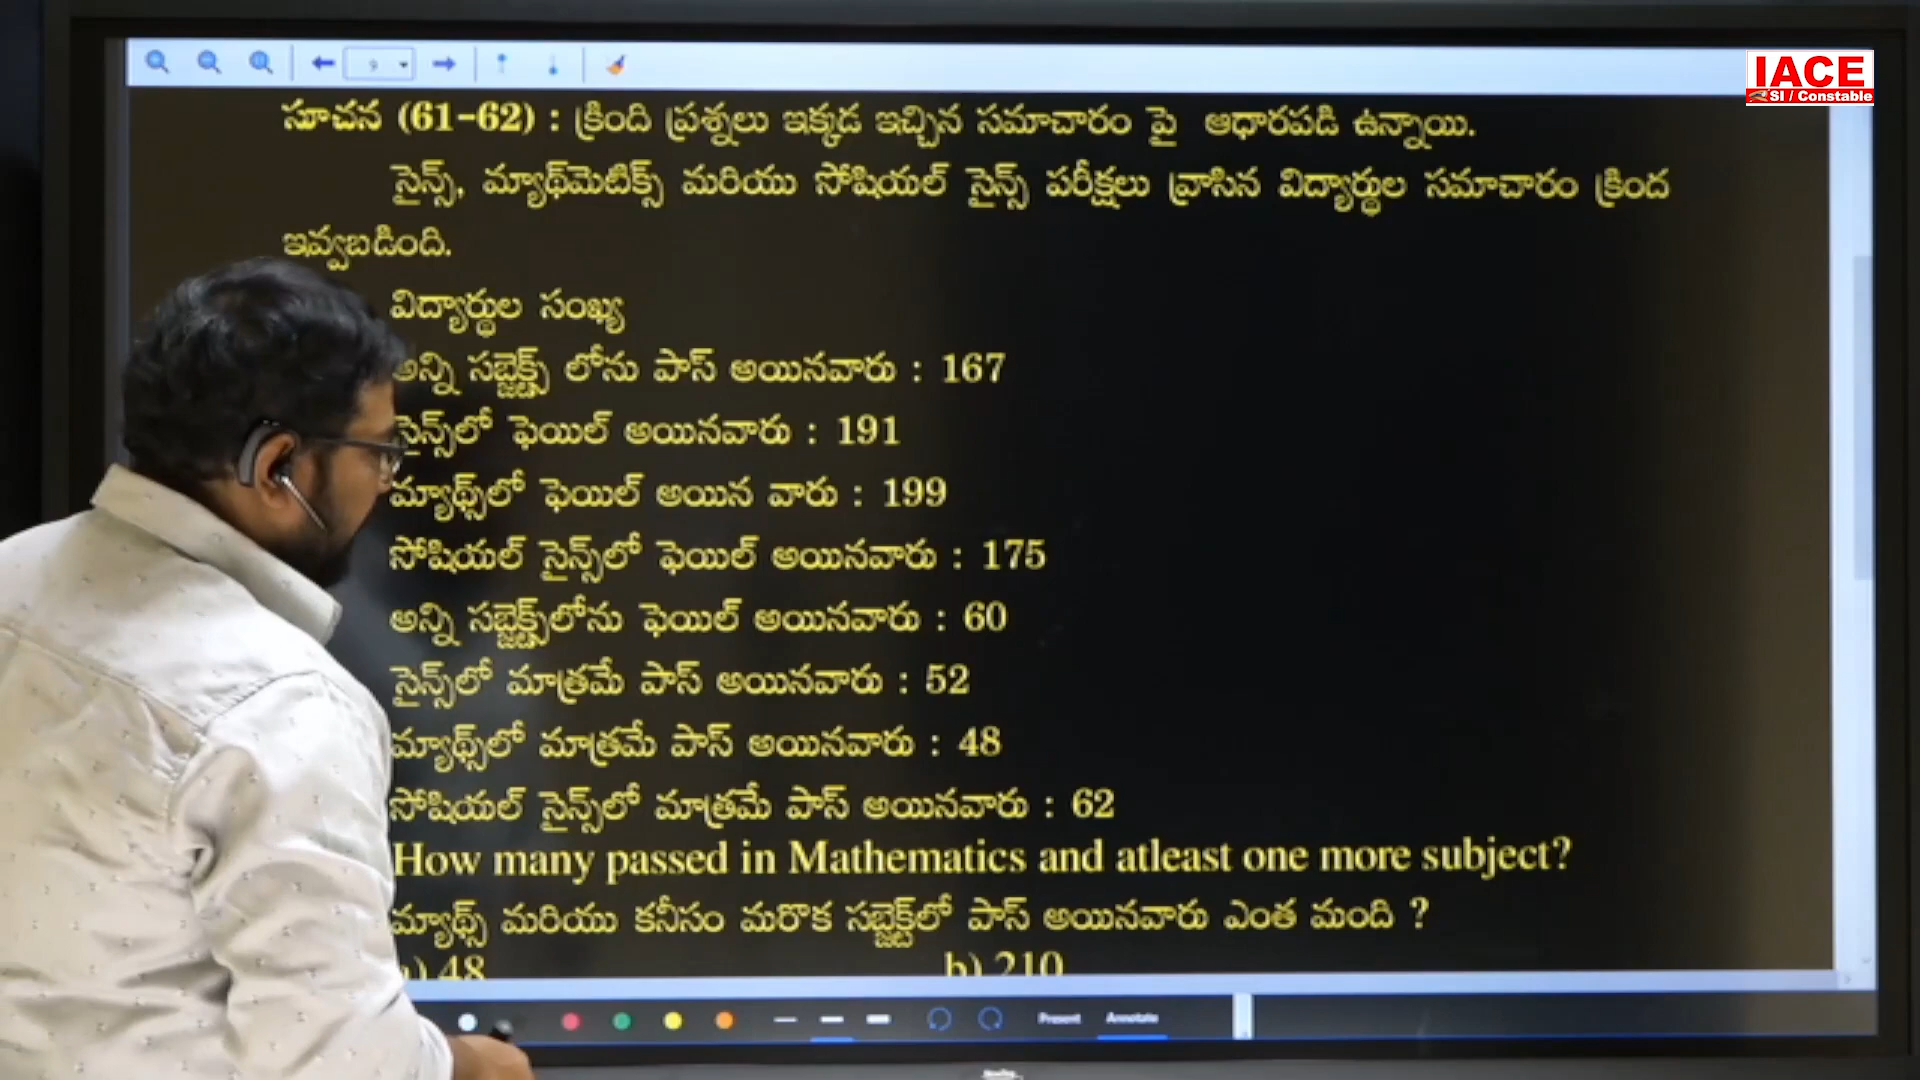 IACE
SI / Constable
9
సూచన (61-62) : క్రింది ప్రశ్నలు ఇక్కడ ఇచ్చిన సమాచారం పై ఆధారపడి ఉన్నాయి.
సైన్స్, మ్యాథ్‌మెటిక్స్ మరియు సోషియల్ సైన్స్ పరీక్షలు వ్రాసిన విద్యార్థుల సమాచారం క్రింద
ఇవ్వబడింది.
విద్యార్థుల సంఖ్య
అన్ని సబ్జెక్ట్స్ లోను పాస్ అయినవారు : 167
సైన్స్‌లో ఫెయిల్ అయినవారు : 191
మ్యాథ్స్‌లో ఫెయిల్ అయిన వారు : 199
సోషియల్ సైన్స్‌లో ఫెయిల్ అయినవారు : 175
అన్ని సబ్జెక్ట్స్‌లోను ఫెయిల్ అయినవారు : 60
సైన్స్‌లో మాత్రమే పాస్ అయినవారు : 52
మ్యాథ్స్‌లో మాత్రమే పాస్ అయినవారు : 48
సోషియల్ సైన్స్‌లో మాత్రమే పాస్ అయినవారు : 62
How many passed in Mathematics and atleast one more subject?
మ్యాథ్స్ మరియు కనీసం మరొక సబ్జెక్ట్‌లో పాస్ అయినవారు ఎంత మంది ?
a) 48 b) 210
Present Annotate